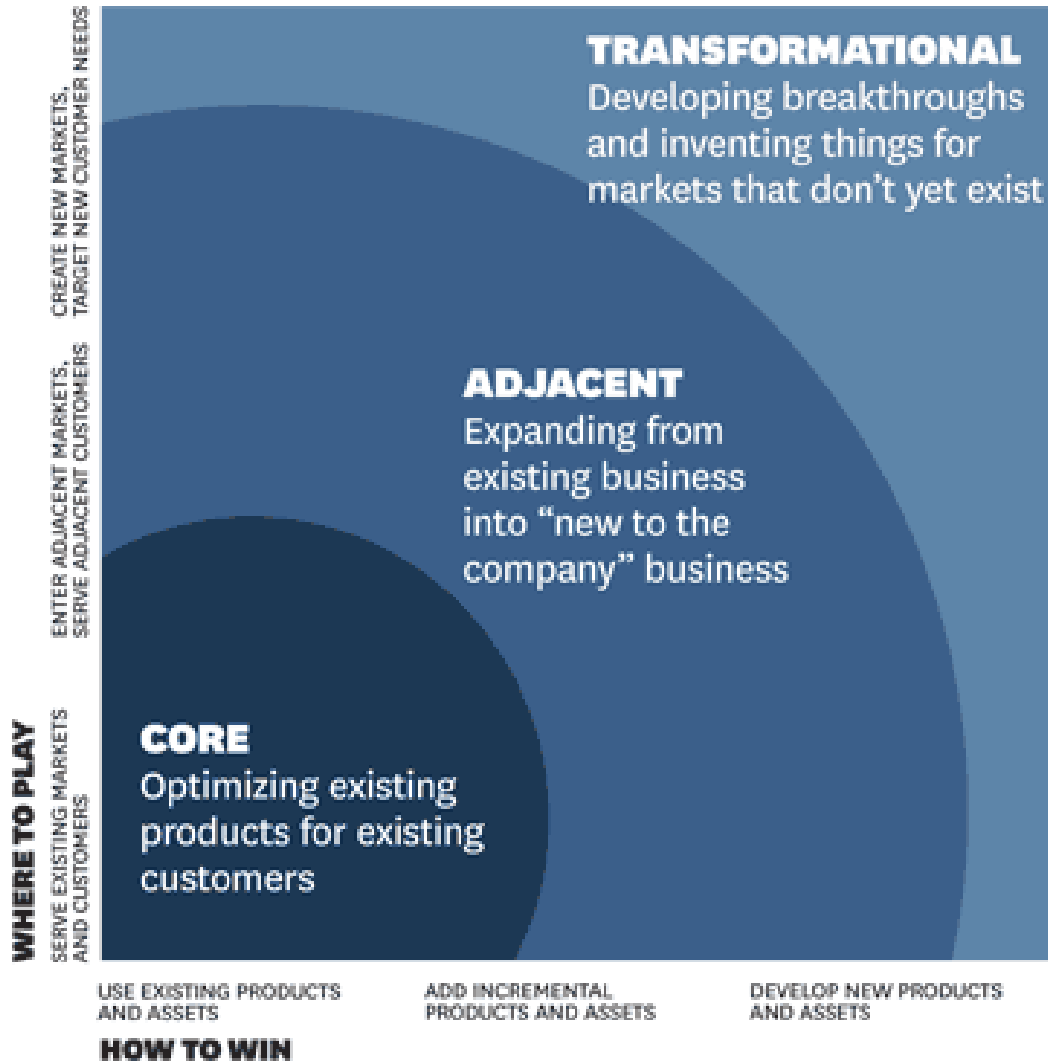 TRANSFORMATIONAL
Developing breakthroughs
and inventing things for
markets that don't yet exist
ADJACENT
Expanding from
existing business
into “new to the
company” business
CORE
Optimizing existing
products for existing
customers
WHERE TO PLAY
CREATE NEW MARKETS,
TARGET NEW CUSTOMER NEEDS
ENTER ADJACENT MARKETS,
SERVE ADJACENT CUSTOMERS
SERVE EXISTING MARKETS
AND CUSTOMERS
USE EXISTING PRODUCTS
AND ASSETS
ADD INCREMENTAL
PRODUCTS AND ASSETS
DEVELOP NEW PRODUCTS
AND ASSETS
HOW TO WIN